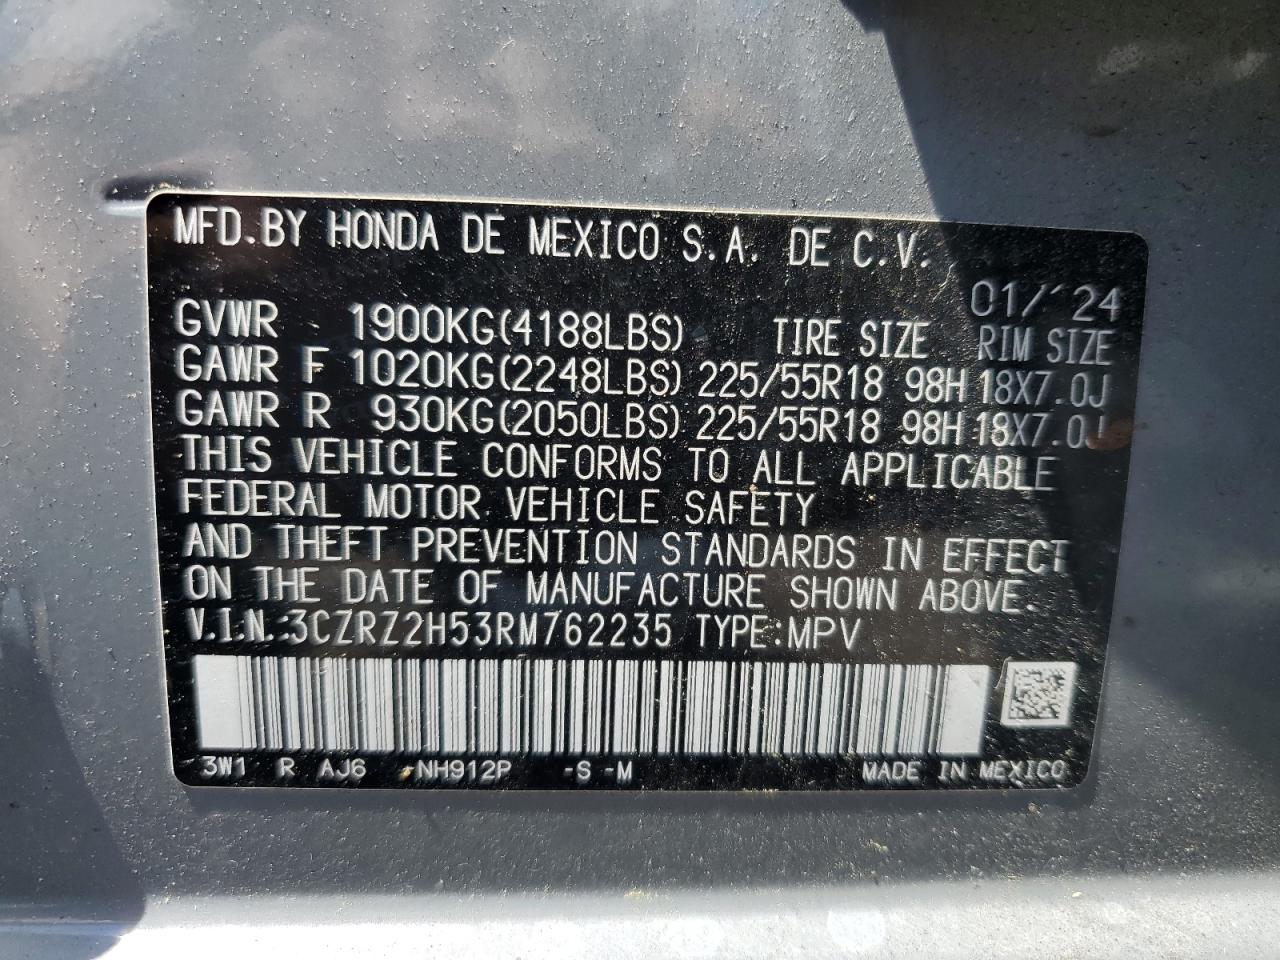 MFD.BY HONDA DE MEXICO S.A. DE C.V.
01/'24
GVWR 1900KG(4188LBS) TIRE SIZE RIM SIZE
GAWR F 1020KG(2248LBS) 225/55R18 98H 18X7.0J
GAWR R 930KG(2050LBS) 225/55R18 98H 18X7.0J
THIS VEHICLE CONFORMS TO ALL APPLICABLE
FEDERAL MOTOR VEHICLE SAFETY
AND THEFT PREVENTION STANDARDS IN EFFECT
ON THE DATE OF MANUFACTURE SHOWN ABOVE.
V.I.N.:3CZRZ2H53RM762235 TYPE:MPV
3W1 R AJ6 -NH912P -S -M MADE IN MEXICO